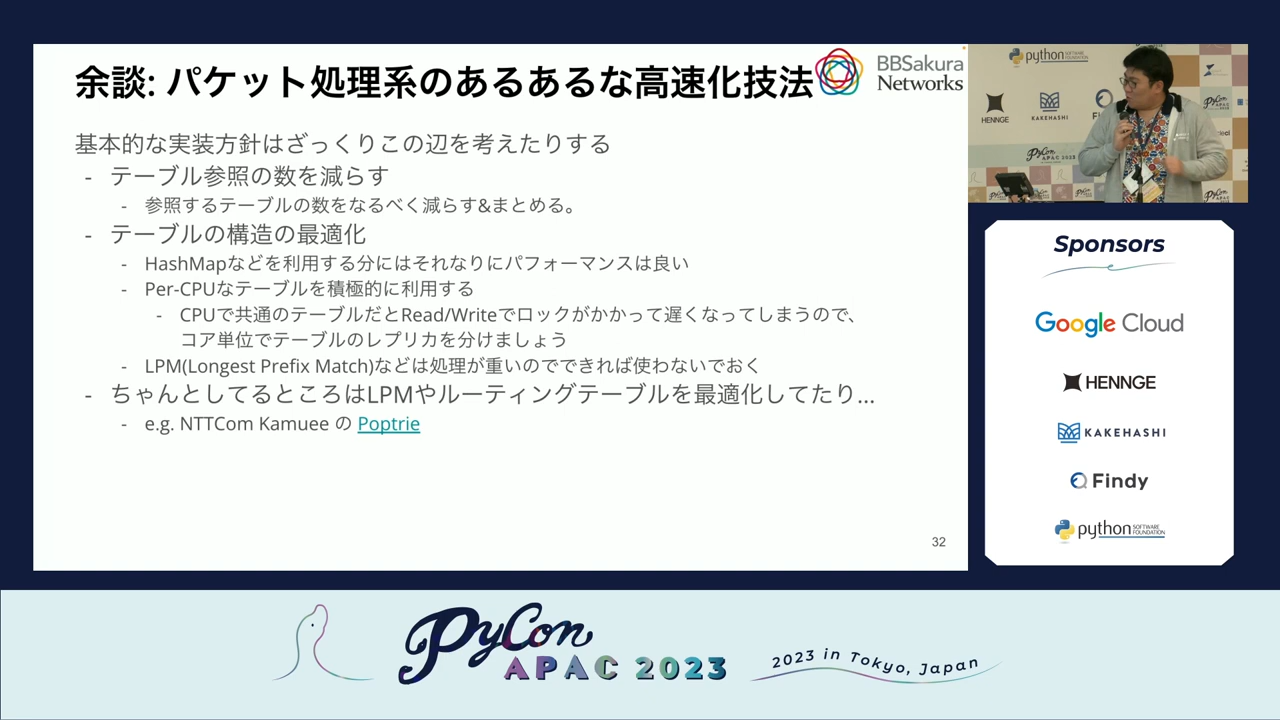 余談: パケット処理系のあるあるな高速化技法
BBSakura
Networks
基本的な実装方針はざっくりこの辺を考えたりする
- テーブル参照の数を減らす
- 参照するテーブルの数をなるべく減らす&まとめる。
- テーブルの構造の最適化
- HashMapなどを利用する分にはそれなりにパフォーマンスは良い
- Per-CPUなテーブルを積極的に利用する
- CPUで共通のテーブルだとRead/Writeでロックがかかって遅くなってしまうので、
コア単位でテーブルのレプリカを分けましょう
- LPM(Longest Prefix Match)などは処理が重いのでできれば使わないでおく
- ちゃんとしてるところはLPMやルーティングテーブルを最適化してたり...
- e.g. NTTCom Kamuee の Poptrie
32
python
HENNGE
KAKEHASHI
PyCon
APAC 2023
Sponsors
Google Cloud
HENNGE
KAKEHASHI
Findy
python SOFTWARE
FOUNDATION
PyCon
APAC 2023
2023 in Tokyo, Japan